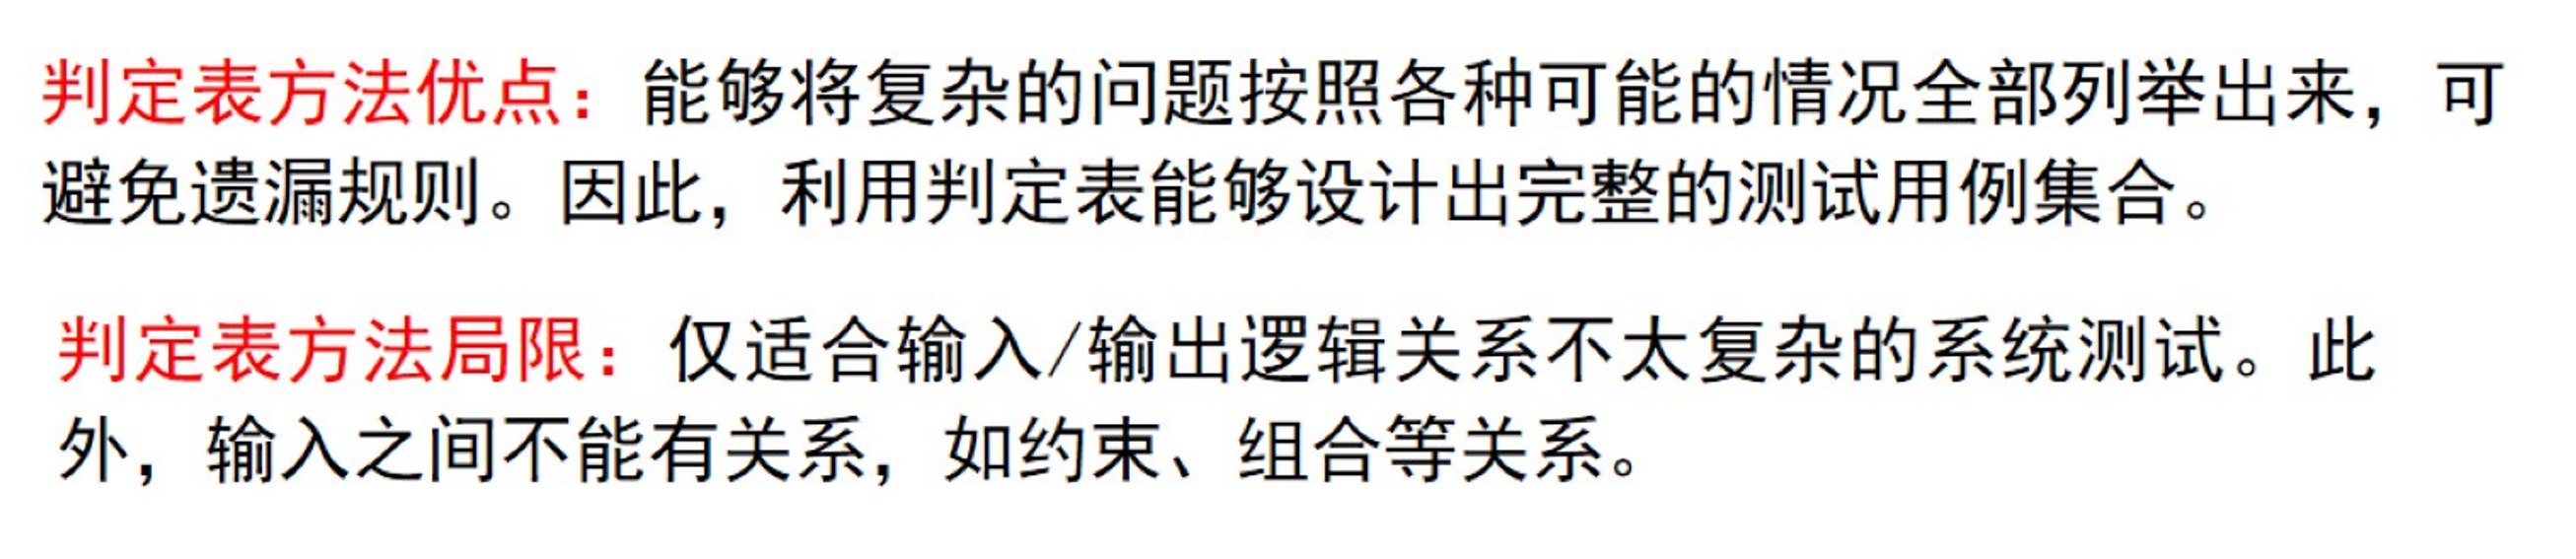 判定表方法优点：能够将复杂的问题按照各种可能的情况全部列举出来，可
避免遗漏规则。因此，利用判定表能够设计出完整的测试用例集合。
判定表方法局限：仅适合输入/输出逻辑关系不太复杂的系统测试。此
外，输入之间不能有关系，如约束、组合等关系。